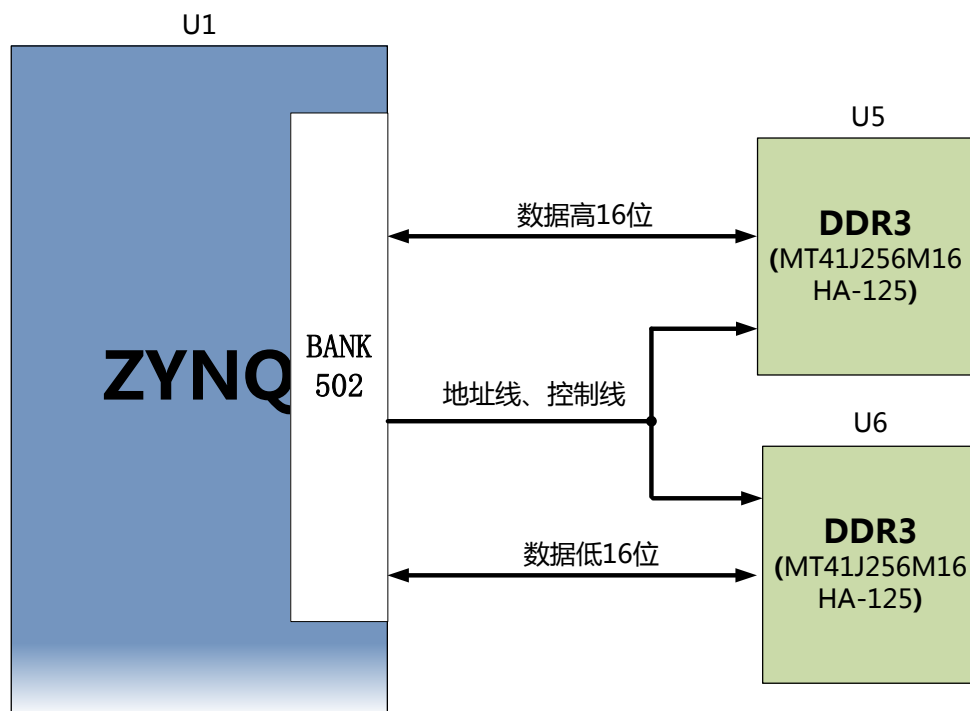 U1
ZYNQ
BANK
502
数据高16位
地址线、控制线
数据低16位
U5
DDR3
(MT41J256M16
HA-125)
U6
DDR3
(MT41J256M16
HA-125)